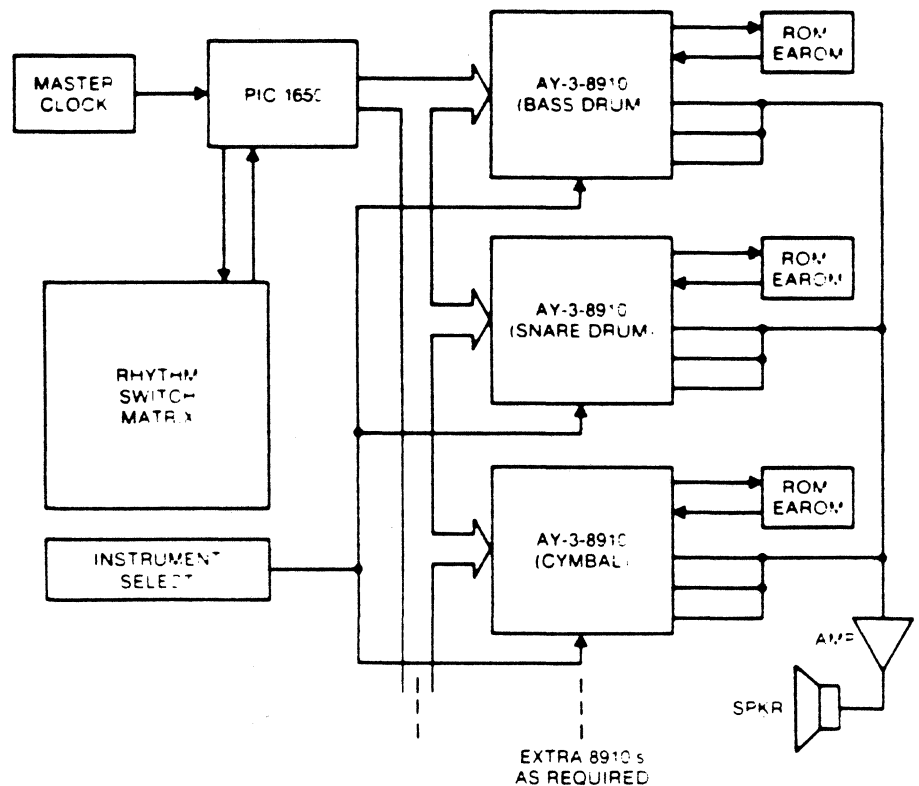 MASTER
CLOCK
PIC 1650
AY-3-8910
(BASS DRUM
ROM
EAROM
RHYTHM
SWITCH
MATRIX
AY-3-8910
(SNARE DRUM)
ROM
EAROM
INSTRUMENT
SELECT
AY-3-8910
(CYMBAL)
ROM
EAROM
AMP
SPKR
EXTRA 8910 s
AS REQUIRED